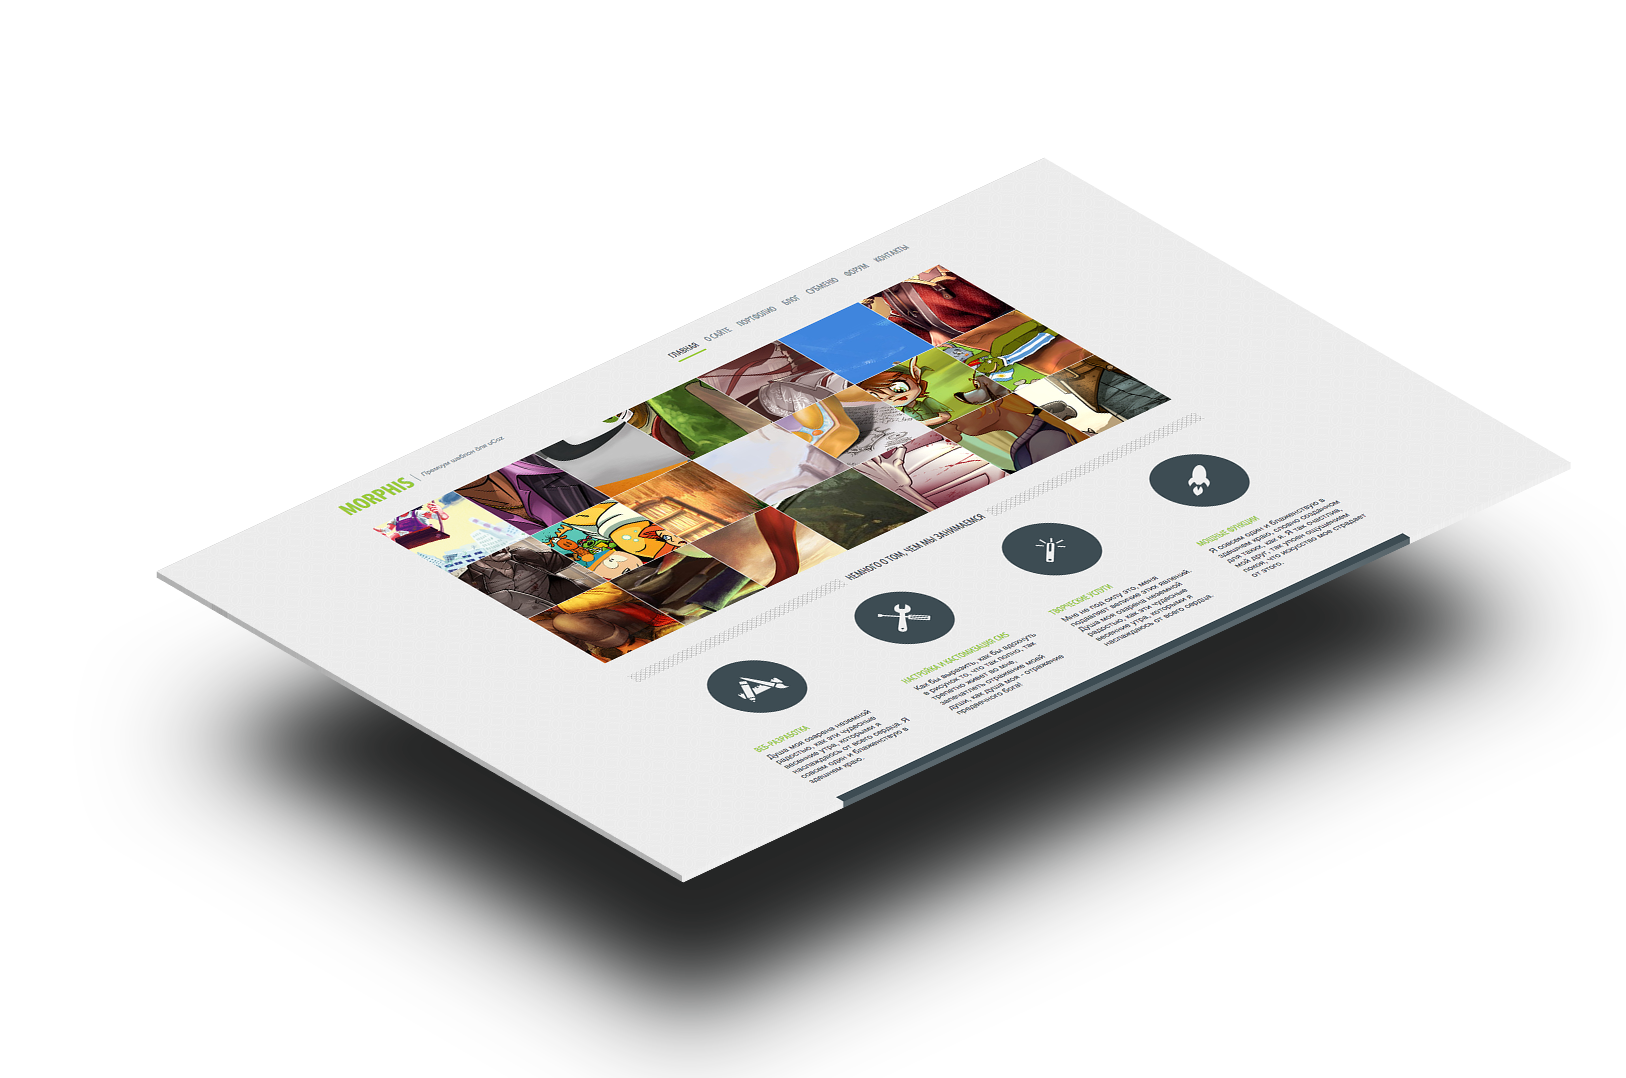 MORPHIS | Премиум шаблон для uCoz
ГЛАВНАЯ О САЙТЕ ПОРТФОЛИО БЛОГ СУБМЕНЮ ФОРУМ КОНТАКТЫ
НЕМНОГО О ТОМ, ЧЕМ МЫ ЗАНИМАЕМСЯ
ВЕБ-РАЗРАБОТКА
Душа моя озарена неземной
радостью, как эти чудесные
весенние утра, которыми я
наслаждаюсь от всего сердца. Я
совсем один и блаженствую в
здешнем краю.
НАСТРОЙКА И КАСТОМИЗАЦИЯ CMS
Как бы выразить, как бы вдохнуть
в рисунок то, что так полно, так
трепетно живет во мне,
запечатлеть отражение моей
души, как душа моя - отражение
предвечного бога!
ТВОРЧЕСКИЕ УСЛУГИ
Мне не под силу это, меня
подавляет величие этих явлений.
Душа моя озарена неземной
радостью, как эти чудесные
весенние утра, которыми я
наслаждаюсь от всего сердца.
МОЩНЫЕ ФУНКЦИИ
Я совсем один и блаженствую в
здешнем краю, словно созданном
для таких, как я. Я так счастлив,
мой друг, так упоен ощущением
покоя, что искусство мое страдает
от этого.